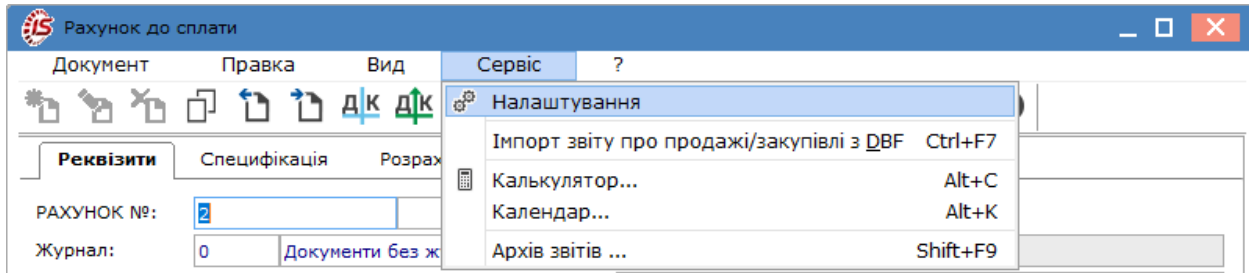 Рахунок до сплати
Документ Правка Вид Сервіс ?
Налаштування
Імпорт звіту про продажі/закупівлі з DBF Ctrl+F7
Реквізити Специфікація Розрах
Калькулятор... Alt+C
РАХУНОК №: 2
Календар... Alt+K
Журнал: 0 Документи без ж
Архів звітів ... Shift+F9